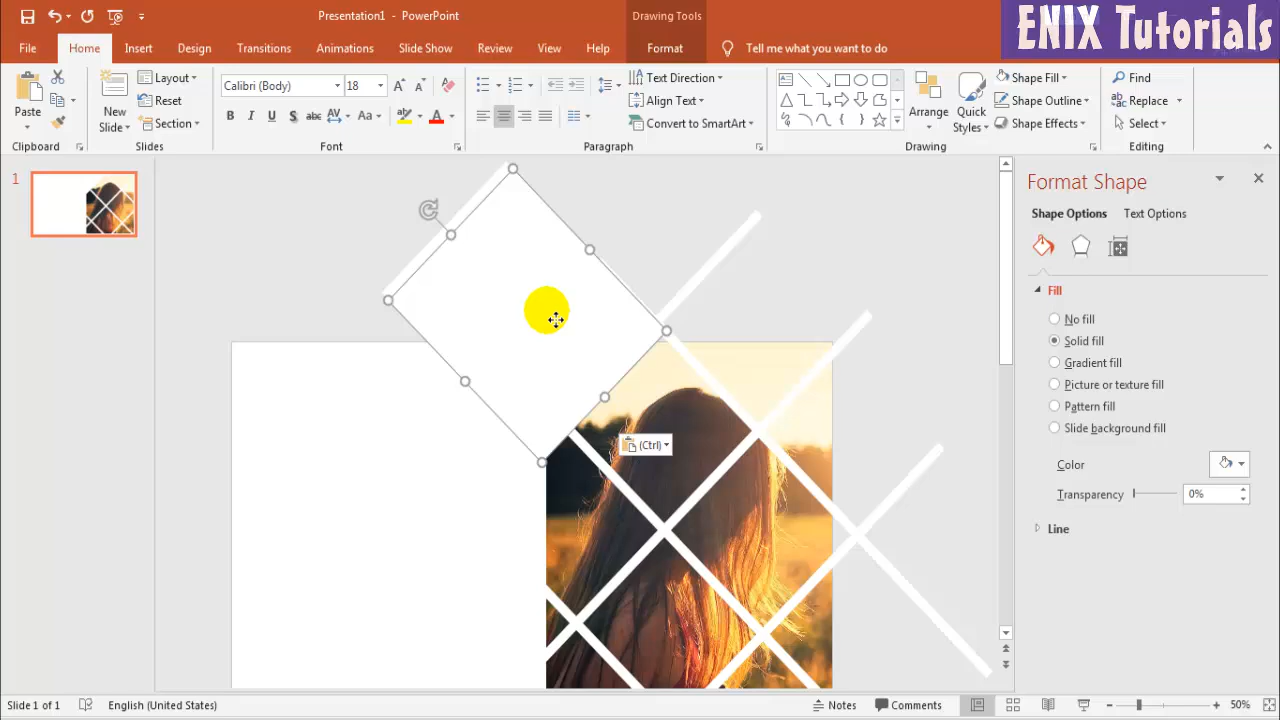 Presentation1 - PowerPoint
Drawing Tools
ENIX Tutorials
File
Home
Insert
Design
Transitions
Animations
Slide Show
Review
View
Help
Format
Tell me what you want to do
Paste
New
Slide
Layout
Reset
Section
Calibri (Body)
18
B I U S abc AV Aa A
Text Direction
Align Text
Convert to SmartArt
Arrange
Quick
Styles
Shape Fill
Shape Outline
Shape Effects
Find
Replace
Select
Clipboard
Slides
Font
Paragraph
Drawing
Editing
1
(Ctrl)
Format Shape
Shape Options
Text Options
Fill
No fill
Solid fill
Gradient fill
Picture or texture fill
Pattern fill
Slide background fill
Color
Transparency
0%
Line
Slide 1 of 1
English (United States)
Notes
Comments
50%